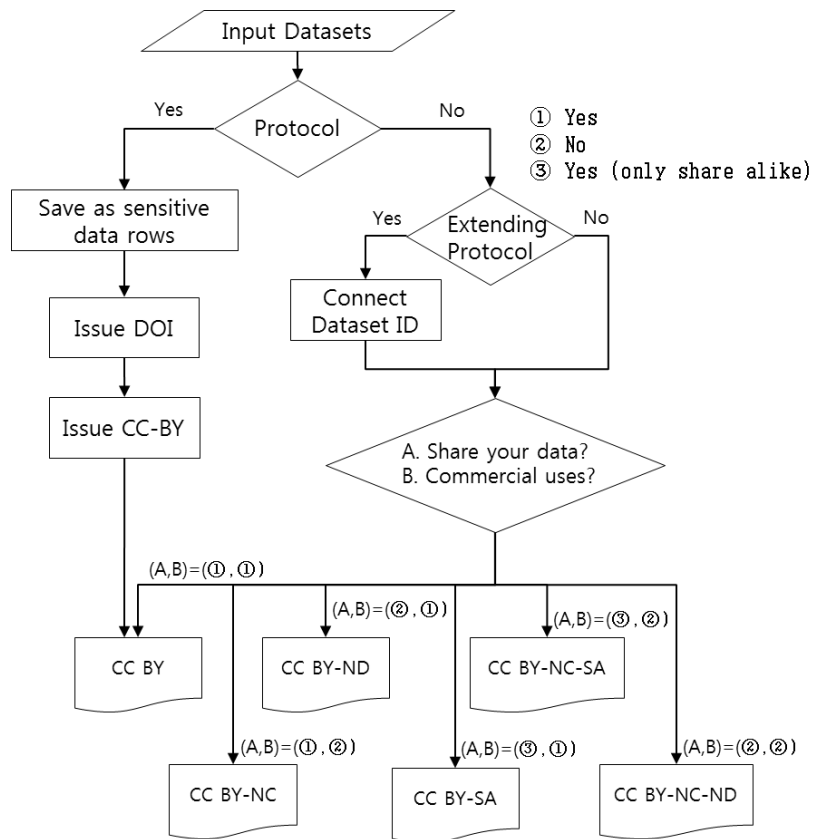 Input Datasets
Yes
Protocol
No
① Yes
② No
③ Yes (only share alike)
Save as sensitive
data rows
Yes
Extending
Protocol
No
Connect
Dataset ID
Issue DOI
Issue CC-BY
A. Share your data?
B. Commercial uses?
(A,B)=(①,①)
(A,B)=(②,①)
(A,B)=(③,②)
CC BY
CC BY-ND
CC BY-NC-SA
(A,B)=(①,②)
(A,B)=(③,①)
(A,B)=(②,②)
CC BY-NC
CC BY-SA
CC BY-NC-ND